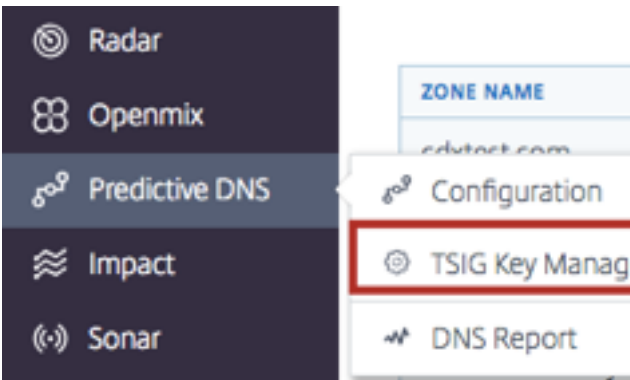 Radar
Openmix
Predictive DNS
Impact
Sonar
ZONE NAME
Configuration
TSIG Key Manag
DNS Report